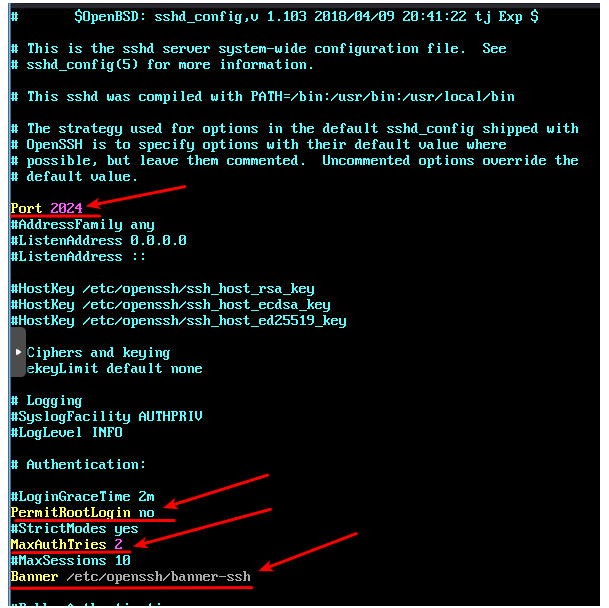 # $OpenBSD: sshd_config,v 1.103 2018/04/09 20:41:22 tj Exp $
# This is the sshd server system-wide configuration file. See
# sshd_config(5) for more information.
# This sshd was compiled with PATH=/bin:/usr/bin:/usr/local/bin
# The strategy used for options in the default sshd_config shipped with
# OpenSSH is to specify options with their default value where
# possible, but leave them commented. Uncommented options override the
# default value.
Port 2024
#AddressFamily any
#ListenAddress 0.0.0.0
#ListenAddress ::
#HostKey /etc/openssh/ssh_host_rsa_key
#HostKey /etc/openssh/ssh_host_ecdsa_key
#HostKey /etc/openssh/ssh_host_ed25519_key
Ciphers and keying
ekeyLimit default none
# Logging
#SyslogFacility AUTHPRIV
#LogLevel INFO
# Authentication:
#LoginGraceTime 2m
PermitRootLogin no
#StrictModes yes
MaxAuthTries 2
#MaxSessions 10
Banner /etc/openssh/banner-ssh